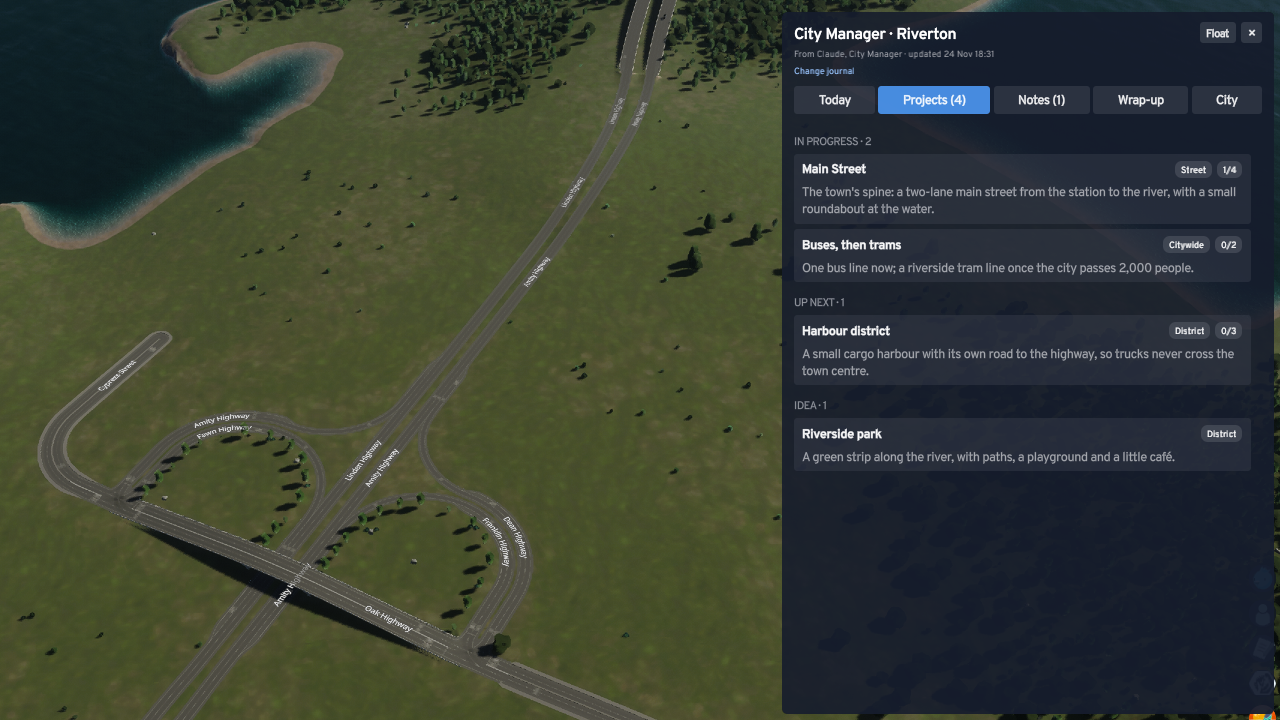 City Manager · Riverton
Float
×
From Claude, City Manager · updated 24 Nov 18:31
Change journal
Today
Projects (4)
Notes (1)
Wrap-up
City
IN PROGRESS · 2
Main Street
Street
1/4
The town's spine: a two-lane main street from the station to the river, with a small
roundabout at the water.
Buses, then trams
Citywide
0/2
One bus line now; a riverside tram line once the city passes 2,000 people.
UP NEXT · 1
Harbour district
District
0/3
A small cargo harbour with its own road to the highway, so trucks never cross the
town centre.
IDEA · 1
Riverside park
District
A green strip along the river, with paths, a playground and a little café.
Cypress Street
Amity Highway
Fawn Highway
Linden Highway
Amity Highway
Franklin Highway
Dean Highway
Amity Highway
Oak Highway